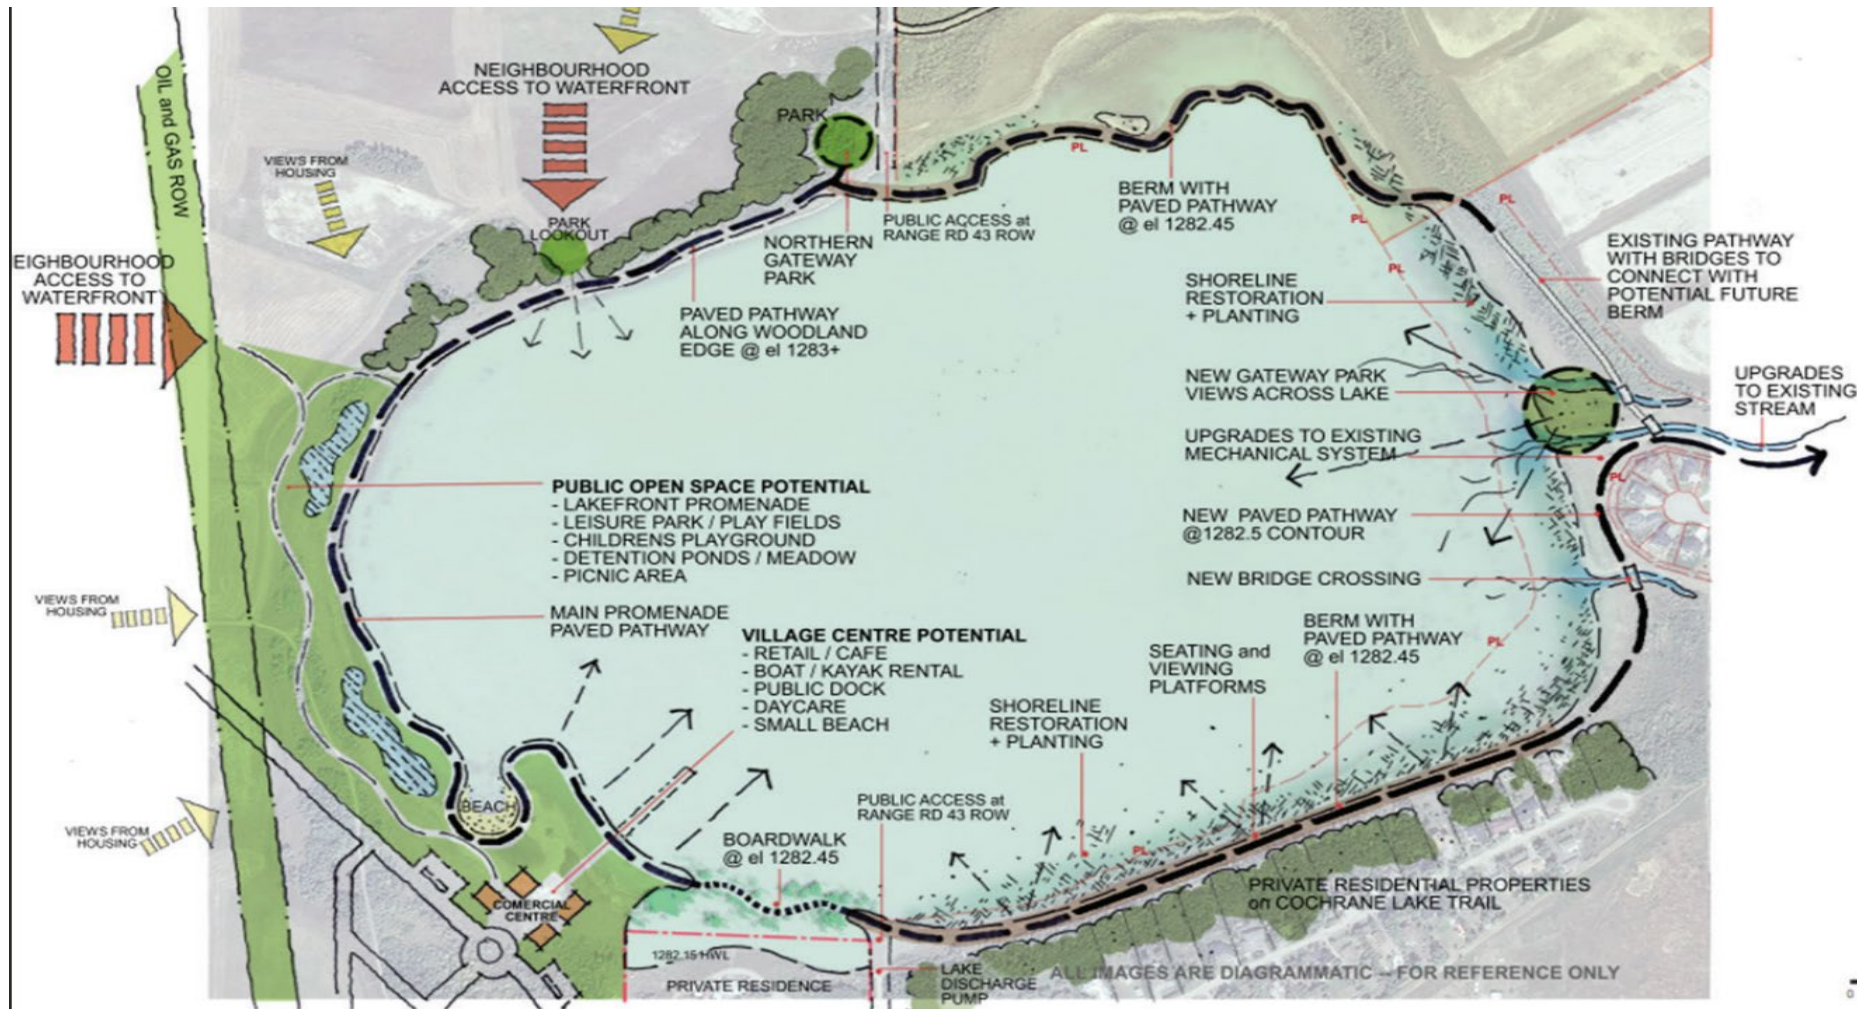 OIL and GAS ROW
NEIGHBOURHOOD
ACCESS TO WATERFRONT
PARK
VIEWS FROM
HOUSING
PARK
LOOKOUT
PUBLIC ACCESS at
RANGE RD 43 ROW
NORTHERN
GATEWAY
PARK
PL
BERM WITH
PAVED PATHWAY
@ el 1282.45
PL
PL
PL
EIGHBOURHOOD
ACCESS TO
WATERFRONT
PAVED PATHWAY
ALONG WOODLAND
EDGE @ el 1283+
SHORELINE
RESTORATION
+ PLANTING
EXISTING PATHWAY
WITH BRIDGES TO
CONNECT WITH
POTENTIAL FUTURE
BERM
NEW GATEWAY PARK
VIEWS ACROSS LAKE
UPGRADES
TO EXISTING
STREAM
UPGRADES TO EXISTING
MECHANICAL SYSTEM
PL
PUBLIC OPEN SPACE POTENTIAL
- LAKEFRONT PROMENADE
- LEISURE PARK / PLAY FIELDS
- CHILDRENS PLAYGROUND
- DETENTION PONDS / MEADOW
- PICNIC AREA
NEW PAVED PATHWAY
@1282.5 CONTOUR
NEW BRIDGE CROSSING
VIEWS FROM
HOUSING
MAIN PROMENADE
PAVED PATHWAY
VILLAGE CENTRE POTENTIAL
- RETAIL / CAFE
- BOAT / KAYAK RENTAL
- PUBLIC DOCK
- DAYCARE
- SMALL BEACH
BERM WITH
PAVED PATHWAY
@ el 1282.45
PL
SEATING and
VIEWING
PLATFORMS
SHORELINE
RESTORATION
+ PLANTING
BEACH
VIEWS FROM
HOUSING
PUBLIC ACCESS at
RANGE RD 43 ROW
BOARDWALK
@ el 1282.45
PL
PRIVATE RESIDENTIAL PROPERTIES
on COCHRANE LAKE TRAIL
COMERCIAL
CENTRE
1282.15 HWL
PRIVATE RESIDENCE
LAKE
DISCHARGE
PUMP
ALL IMAGES ARE DIAGRAMMATIC – FOR REFERENCE ONLY
0